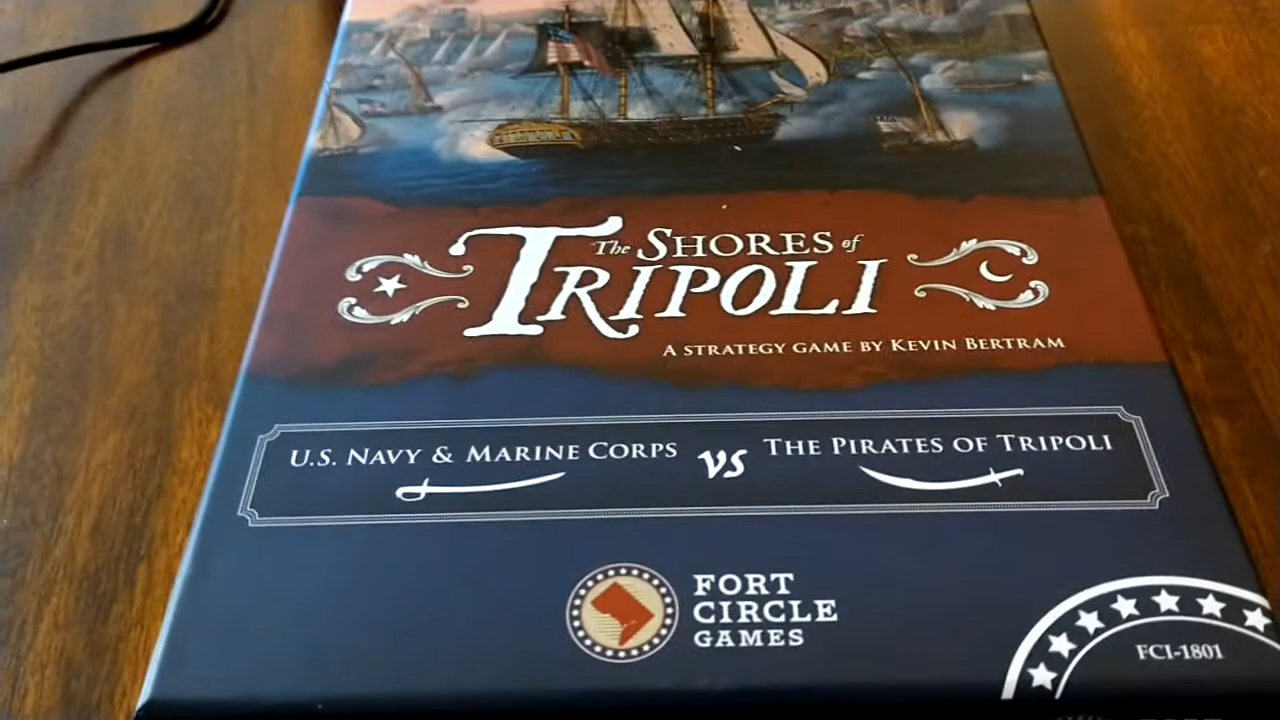 The SHORES of
TRIPOLI
A STRATEGY GAME BY KEVIN BERTRAM
U.S. NAVY & MARINE CORPS VS THE PIRATES OF TRIPOLI
FORT
CIRCLE
GAMES
FCI-1801